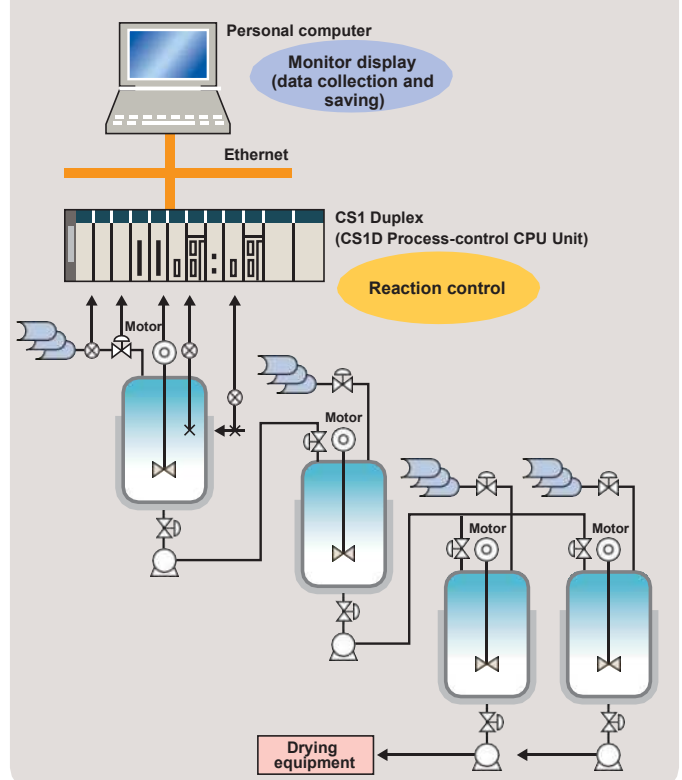 Personal computer
Monitor display
(data collection and
saving)
Ethernet
CS1 Duplex
(CS1D Process-control CPU Unit)
Reaction control
Motor
Motor
Motor
Motor
Drying
equipment